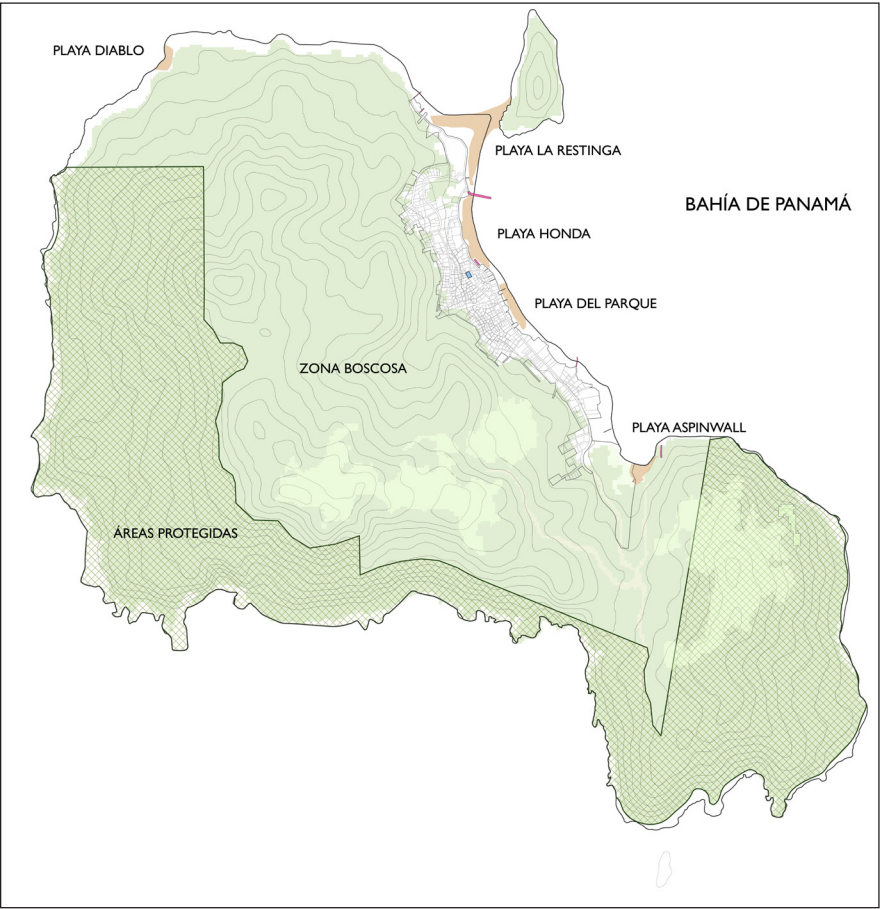 PLAYA DIABLO
PLAYA LA RESTINGA
BAHÍA DE PANAMÁ
PLAYA HONDA
PLAYA DEL PARQUE
ZONA BOSCOSA
PLAYA ASPINWALL
ÁREAS PROTEGIDAS